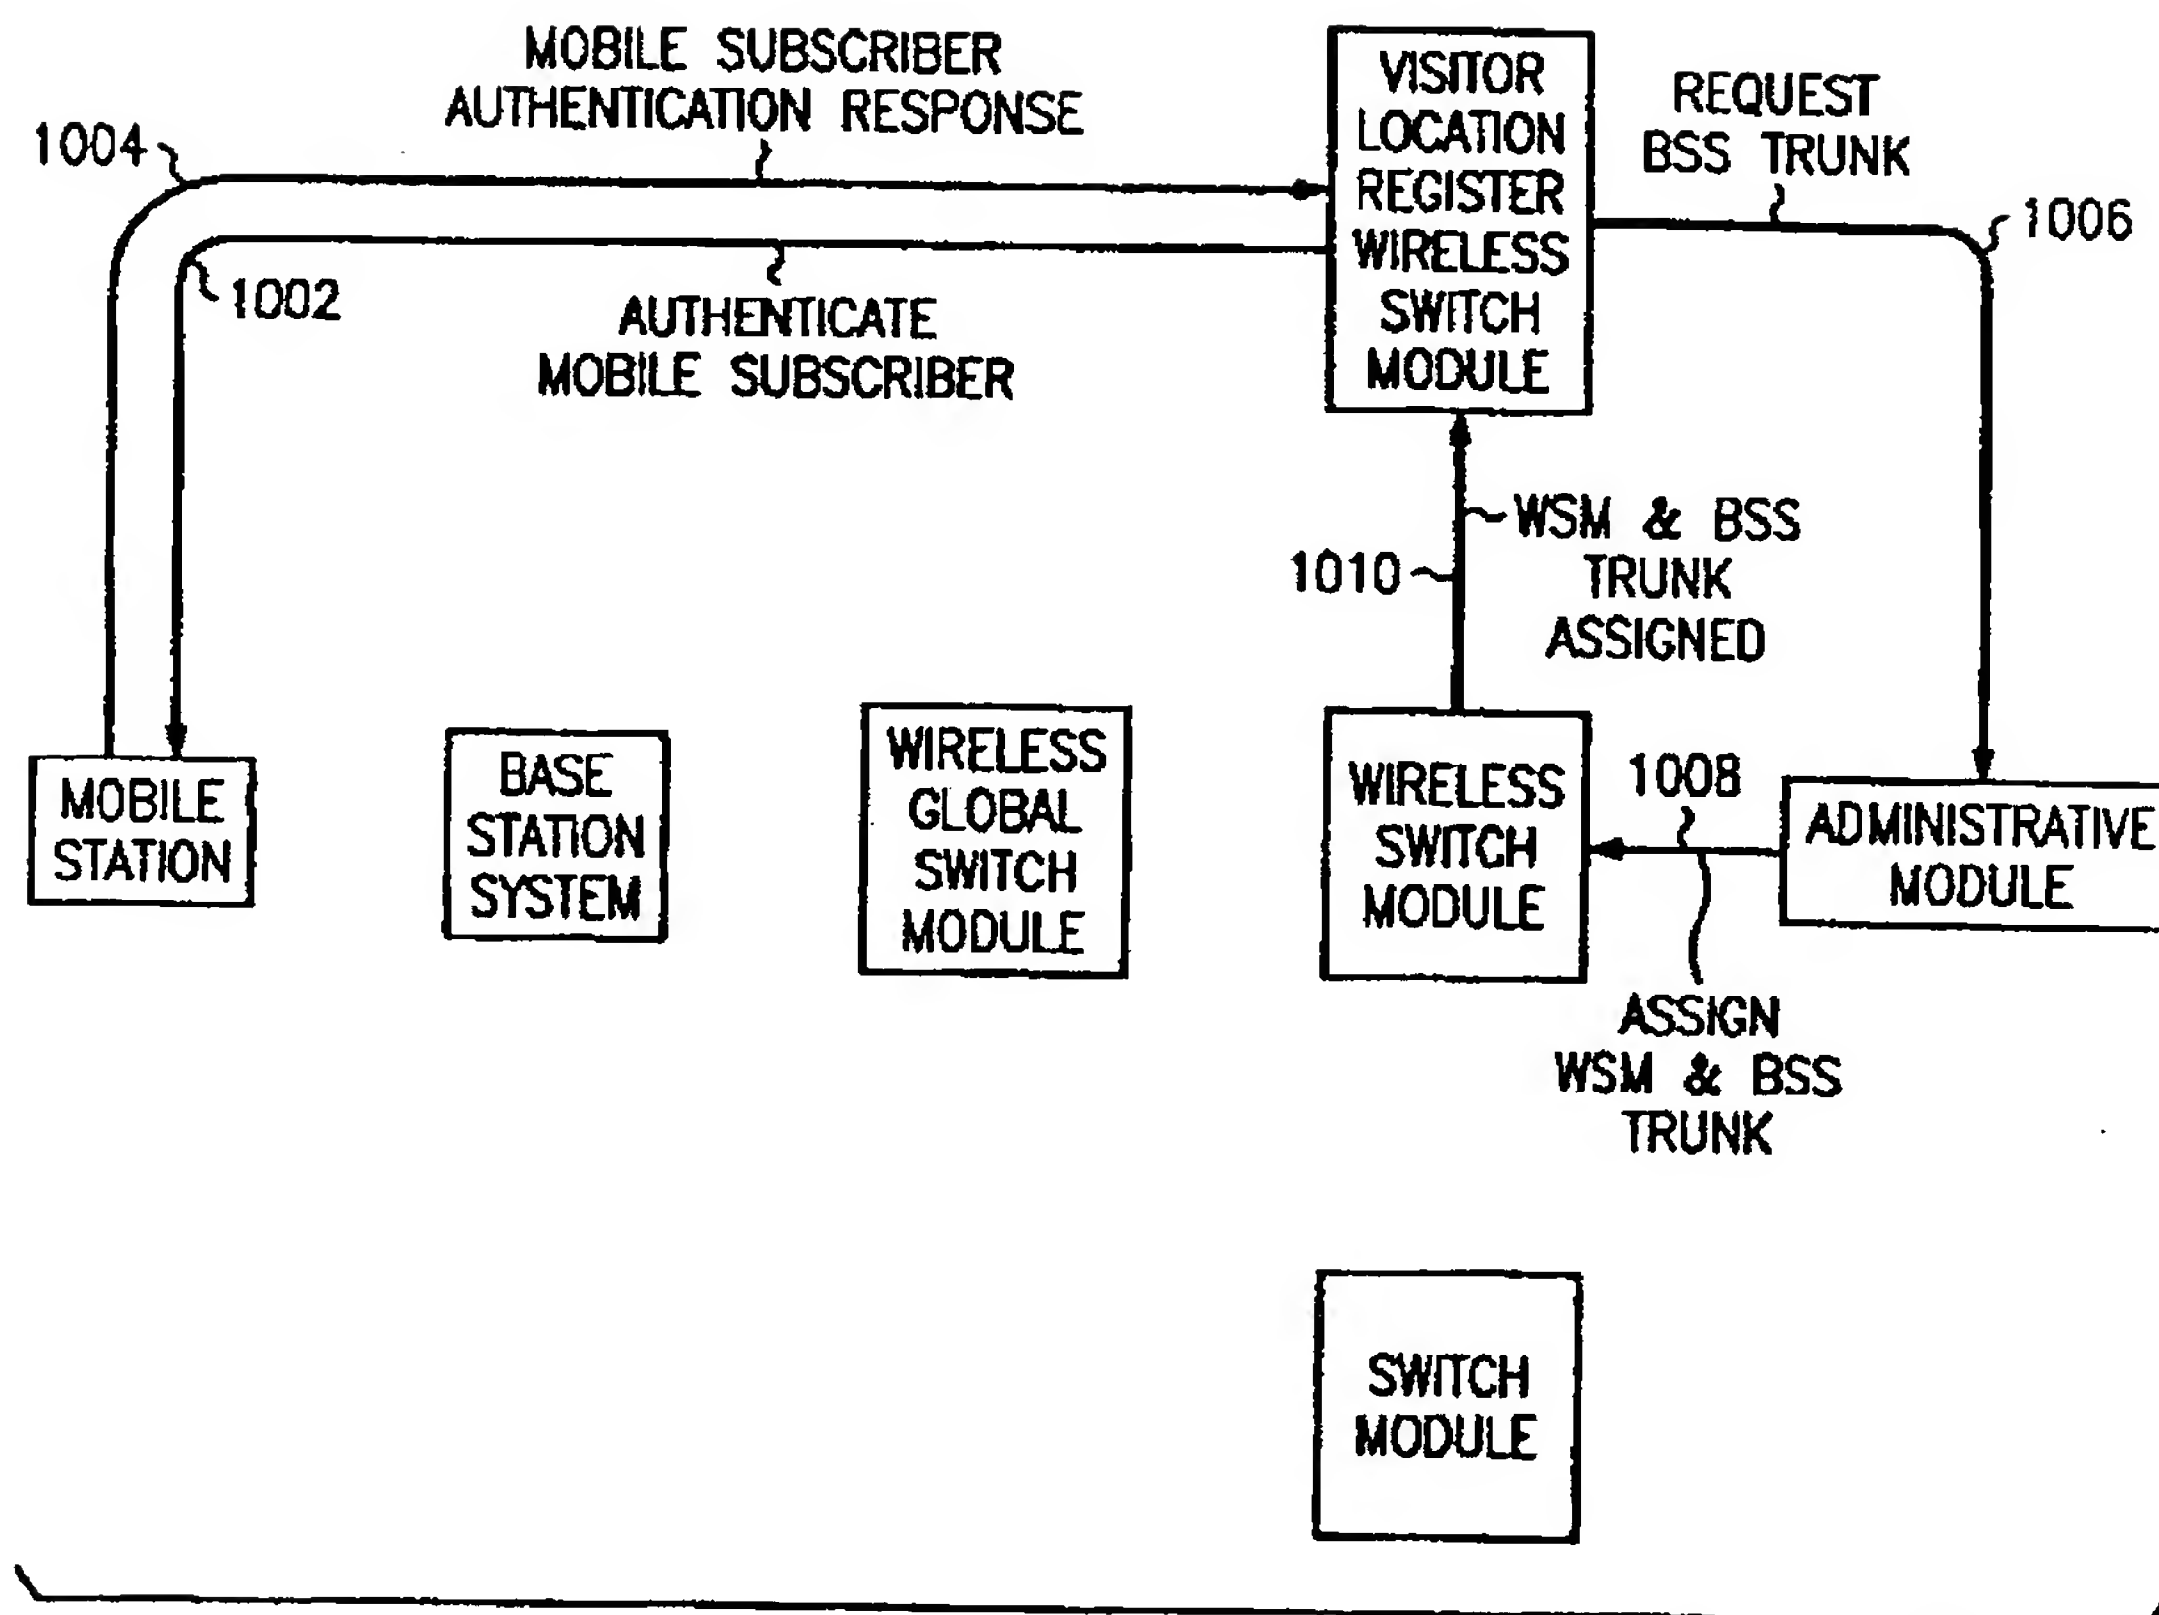 MOBILE SUBSCRIBER
AUTHENTICATION RESPONSE
1004
1002
AUTHENTICATE
MOBILE SUBSCRIBER
VISITOR
LOCATION
REGISTER
WIRELESS
SWITCH
MODULE
REQUEST
BSS TRUNK
1006
WSM & BSS
TRUNK
ASSIGNED
1010
MOBILE
STATION
BASE
STATION
SYSTEM
WIRELESS
GLOBAL
SWITCH
MODULE
WIRELESS
SWITCH
MODULE
1008
ADMINISTRATIVE
MODULE
ASSIGN
WSM & BSS
TRUNK
SWITCH
MODULE